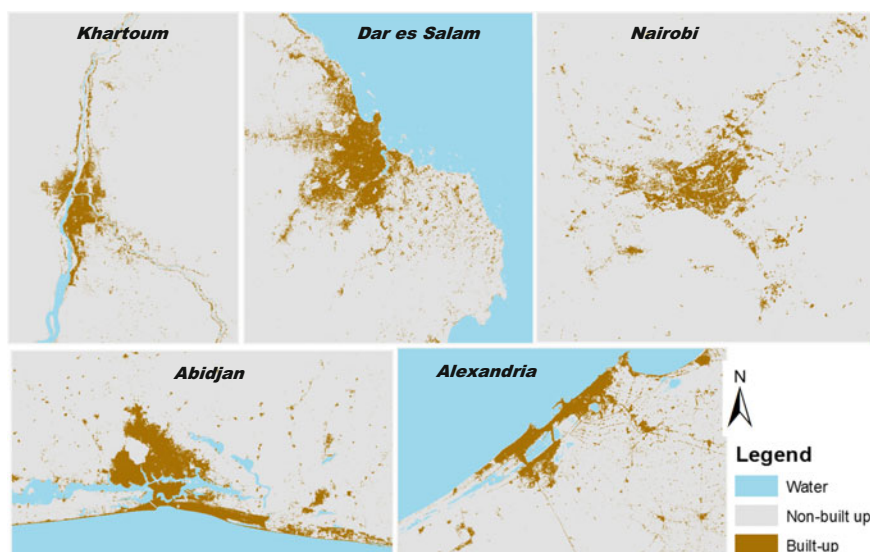 Khartoum
Dar es Salam
Nairobi
Abidjan
Alexandria
N
Legend
Water
Non-built up
Built-up